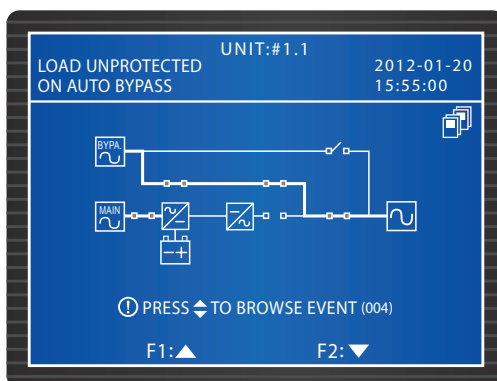 UNIT:#1.1
LOAD UNPROTECTED
ON AUTO BYPASS
2012-01-20
15:55:00
BYPA.
MAIN
PRESS TO BROWSE EVENT (004)
F1: F2: